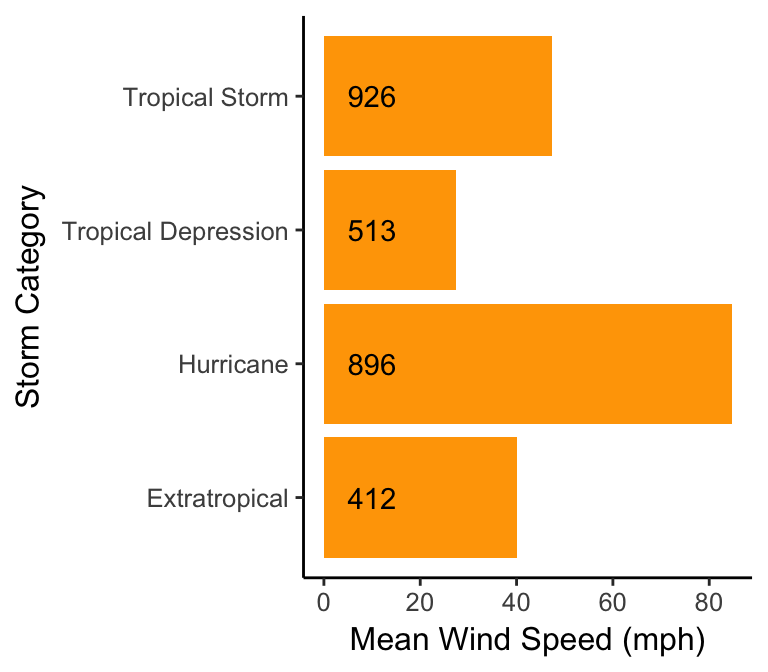 Storm Category
Tropical Storm
926
Tropical Depression
513
Hurricane
896
Extratropical
412
0 20 40 60 80
Mean Wind Speed (mph)